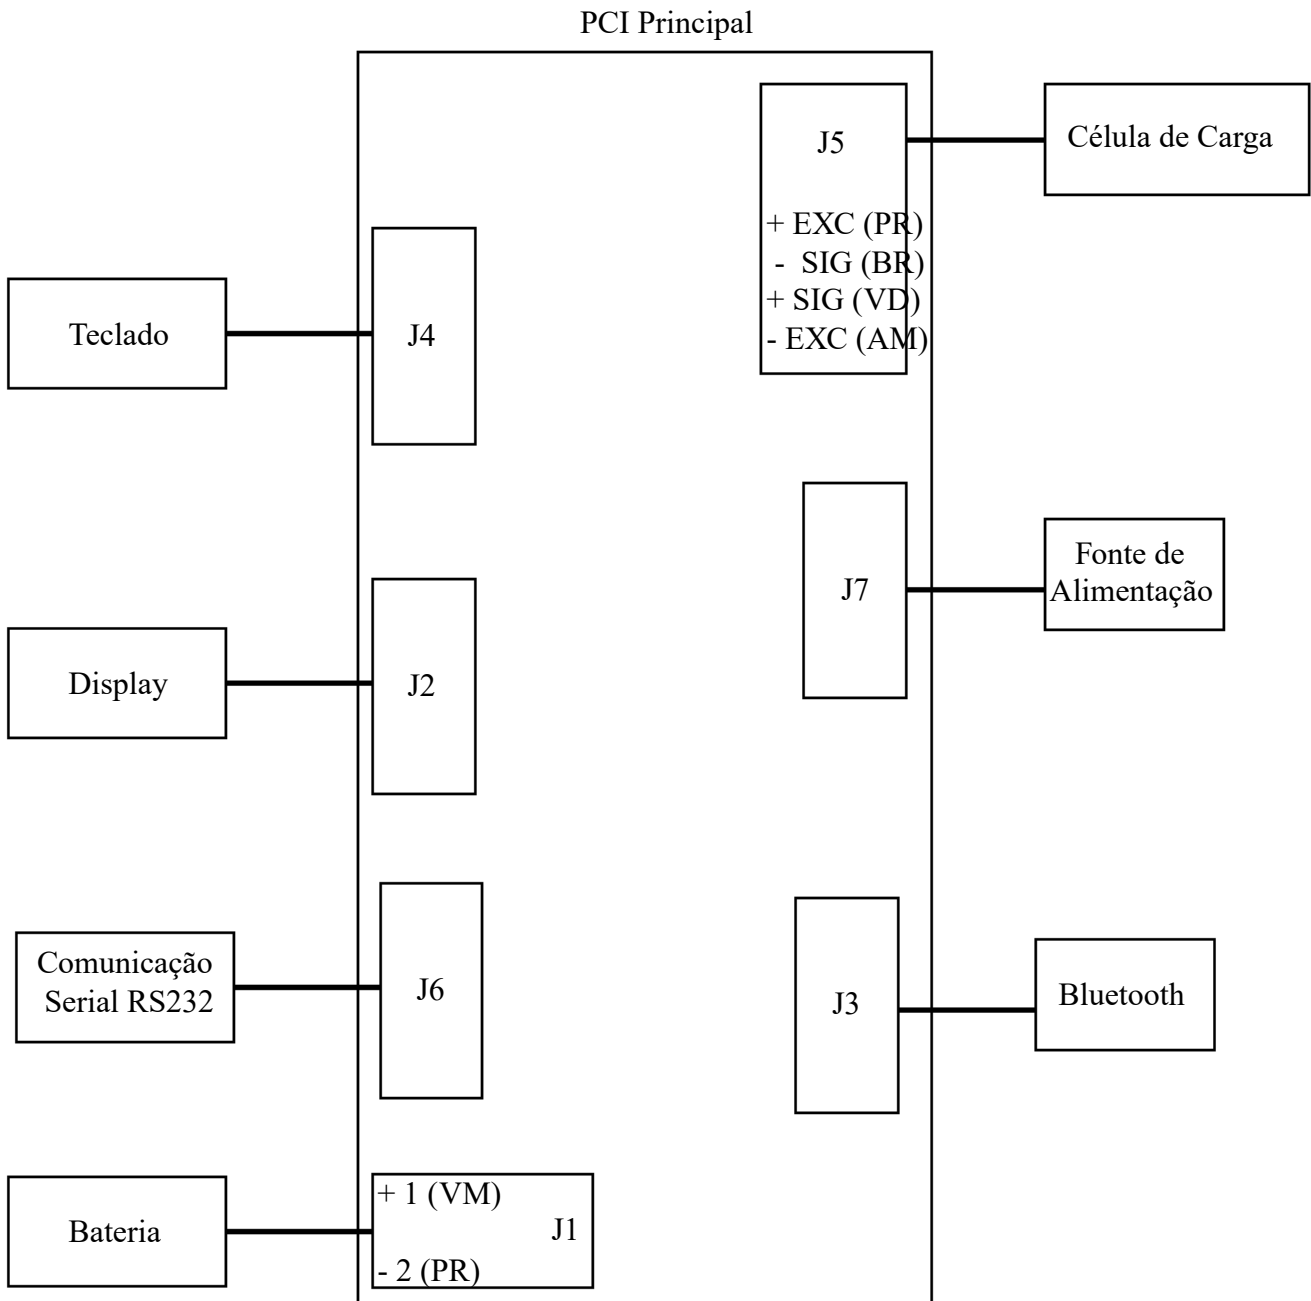 PCI Principal
J5
Célula de Carga
+ EXC (PR)
- SIG (BR)
+ SIG (VD)
- EXC (AM)
Teclado
J4
J7
Fonte de
Alimentação
Display
J2
Comunicação
Serial RS232
J6
J3
Bluetooth
Bateria
+ 1 (VM)
J1
- 2 (PR)